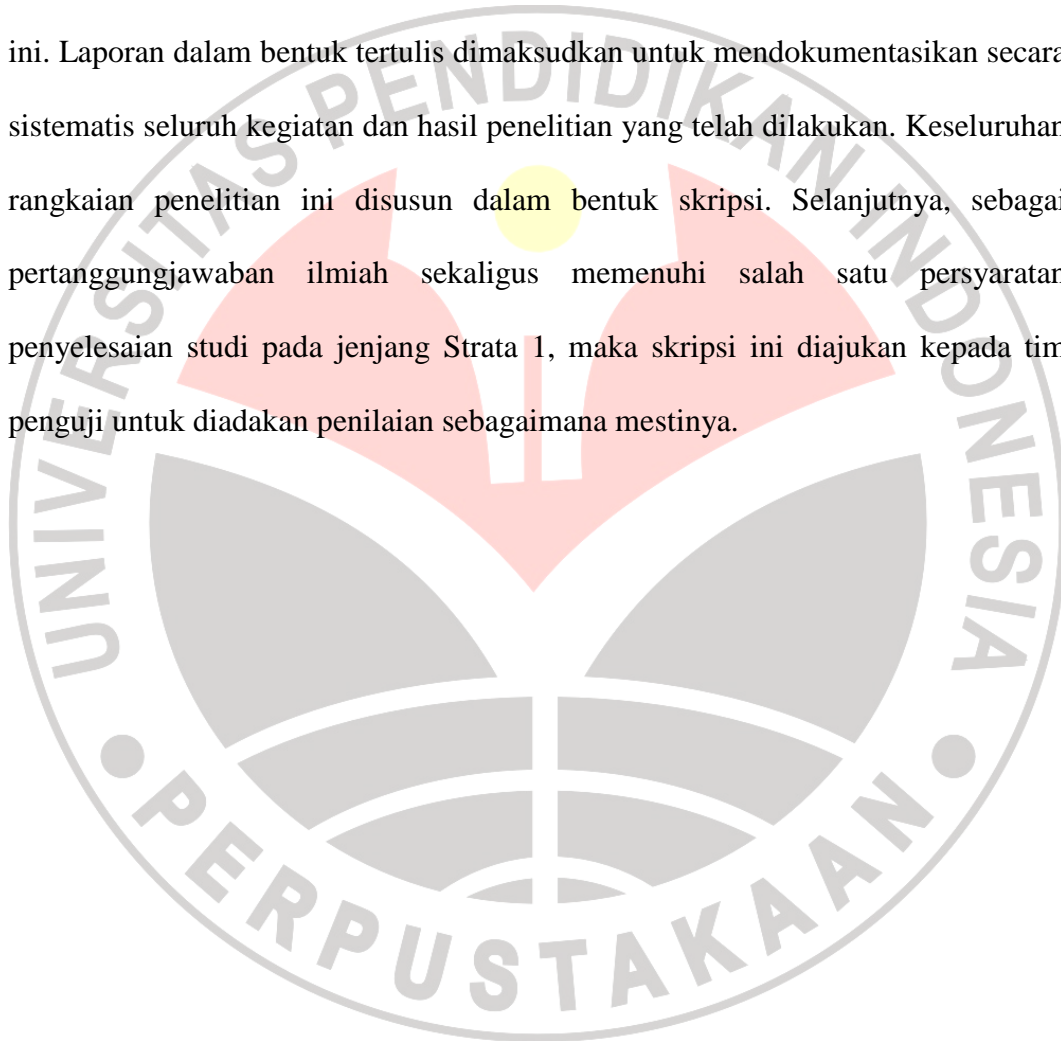 ini. Laporan dalam bentuk tertulis dimaksudkan untuk mendokumentasikan secara
sistematis seluruh kegiatan dan hasil penelitian yang telah dilakukan. Keseluruhan
rangkaian penelitian ini disusun dalam bentuk skripsi. Selanjutnya, sebagai
pertanggungjawaban ilmiah sekaligus memenuhi salah satu persyaratan
penyelesaian studi pada jenjang Strata 1, maka skripsi ini diajukan kepada tim
penguji untuk diadakan penilaian sebagaimana mestinya.
UNIVERSITAS PENDIDIKAN INDONESIA
PERPUSTAKAAN